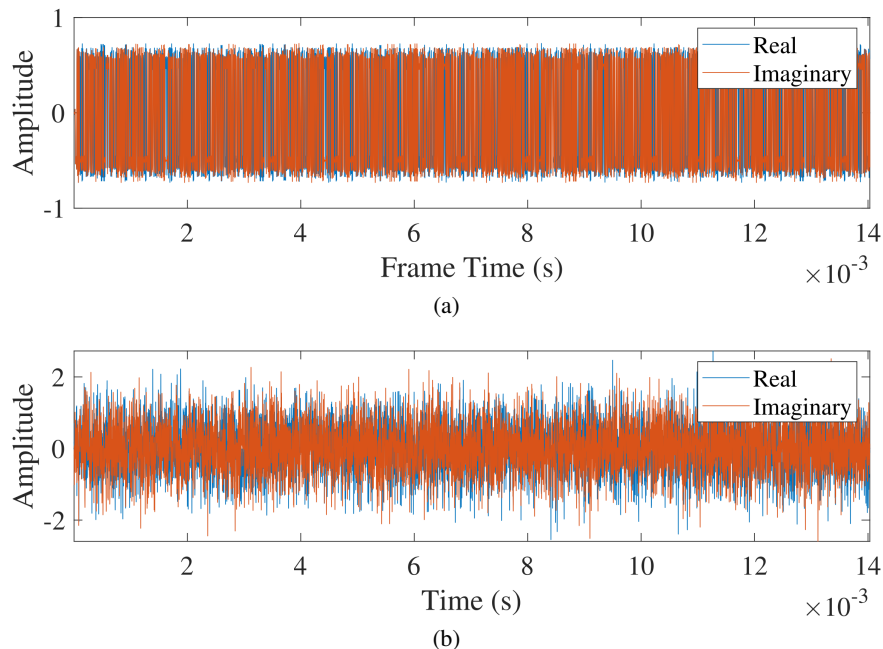 1
0
-1
Amplitude
Real
Imaginary
2 4 6 8 10 12 14
Frame Time (s)
×10-3
(a)
2
0
-2
Amplitude
Real
Imaginary
2 4 6 8 10 12 14
Time (s)
×10-3
(b)